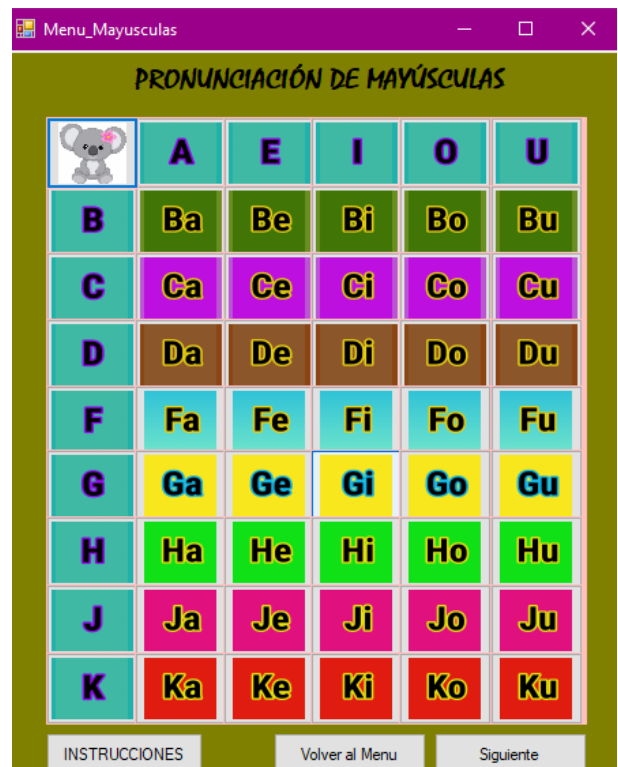 Menu_Mayusculas
PRONUNCIACIÓN DE MAYÚSCULAS
A E I O U
B Ba Be Bi Bo Bu
C Ca Ce Ci Co Cu
D Da De Di Do Du
F Fa Fe Fi Fo Fu
G Ga Ge Gi Go Gu
H Ha He Hi Ho Hu
J Ja Je Ji Jo Ju
K Ka Ke Ki Ko Ku
INSTRUCCIONES Volver al Menu Siguiente